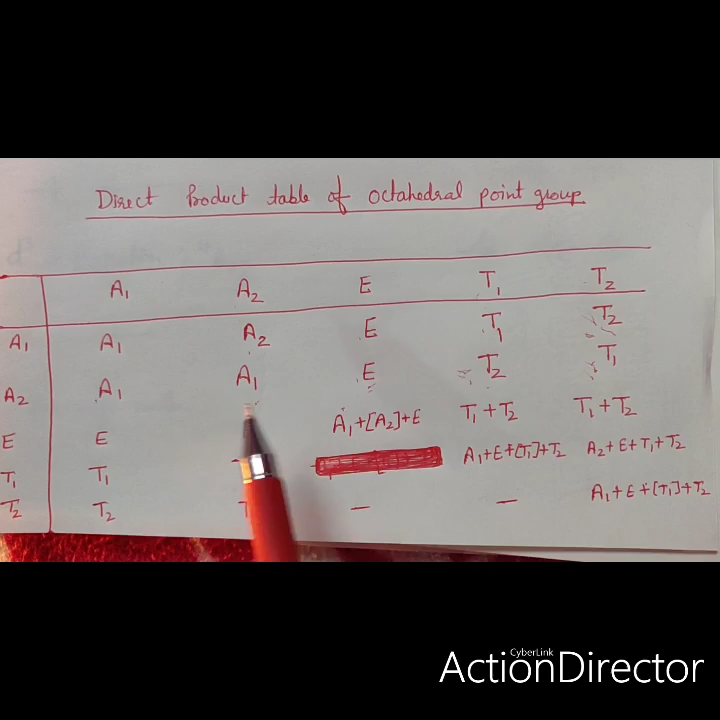 Direct Product table of octahedral point group
A1 A2 E T1 T2
A1 A1 A2 E T1 T2
A2 A1 A1 E T2 T1
E E A1+[A2]+E T1+T2 T1+T2
T1 T1 A1+E+[T1]+T2 A2+E+T1+T2
T2 T2 — — A1+E+[T1]+T2
CyberLink
ActionDirector